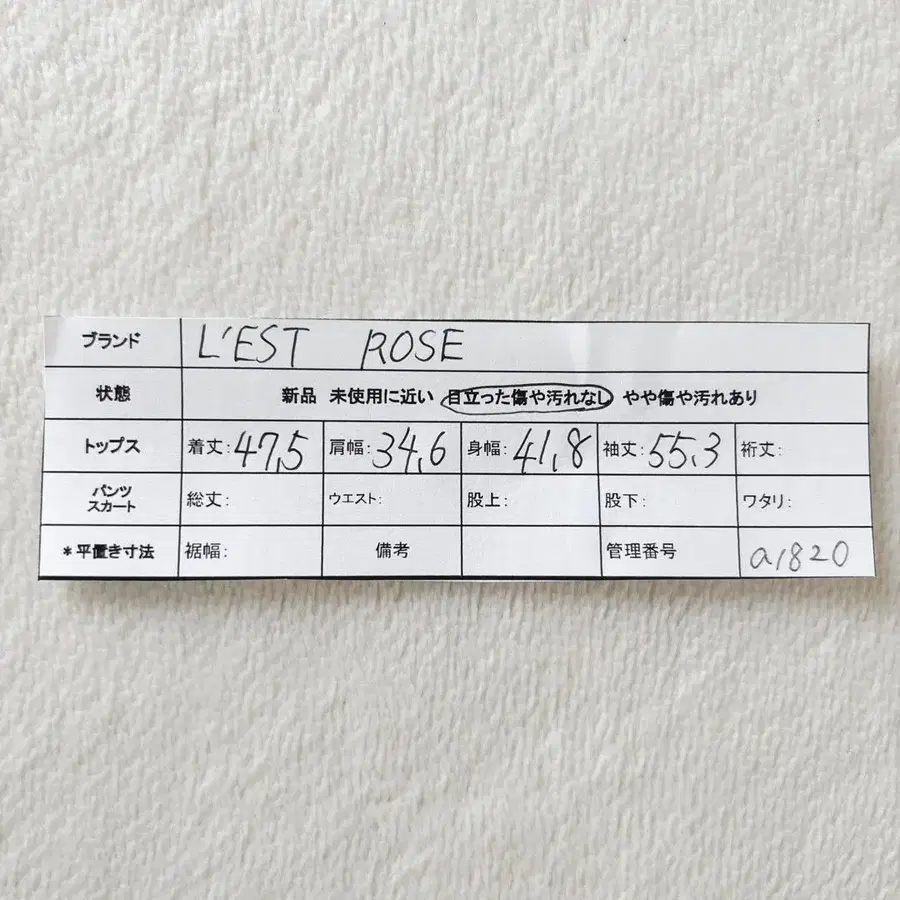 ブランド L'EST ROSE
状態 新品 未使用に近い 目立った傷や汚れなし やや傷や汚れあり
トップス 着丈:47,5 肩幅:34,6 身幅:41,8 袖丈:55,3 裄丈:
パンツ
スカート 総丈: ウエスト: 股上: 股下: ワタリ:
*平置き寸法 裾幅: 備考 管理番号 a1820